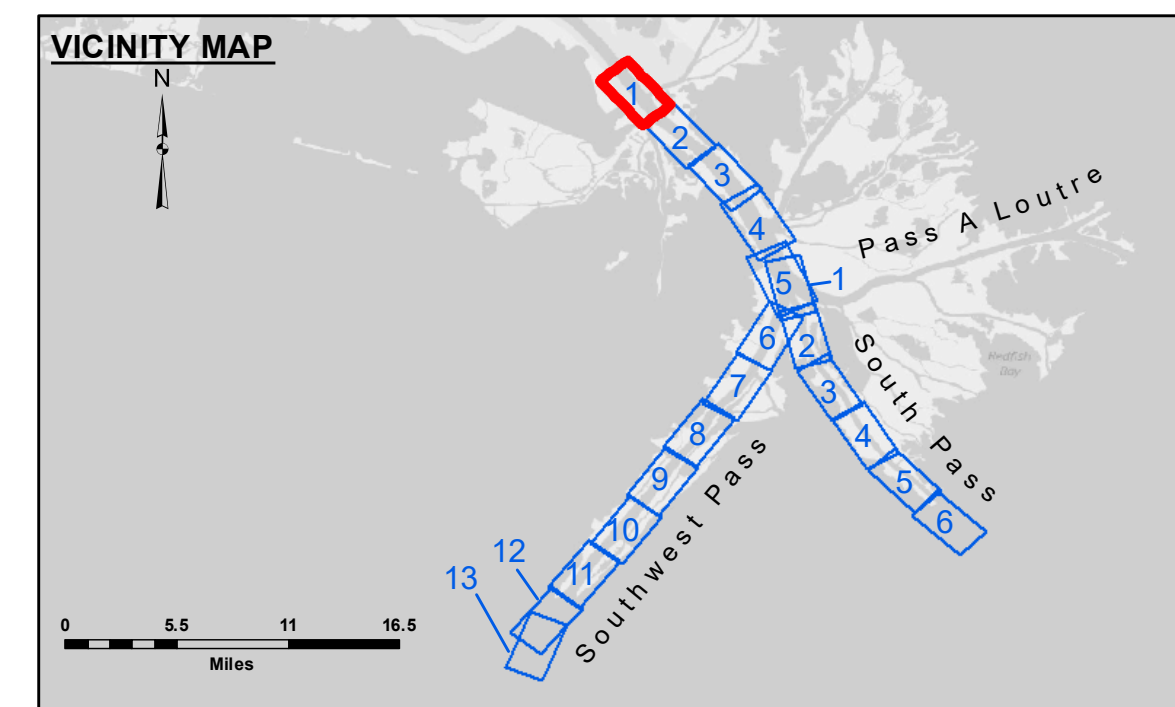 VICINITY MAP
N
1
2
3
4
5
1
Pass A Loutre
6
2
South Pass
Redfish
Bay
7
3
8
4
9
5
10
6
11
12
13
Southwest Pass
0 5.5 11 16.5
Miles